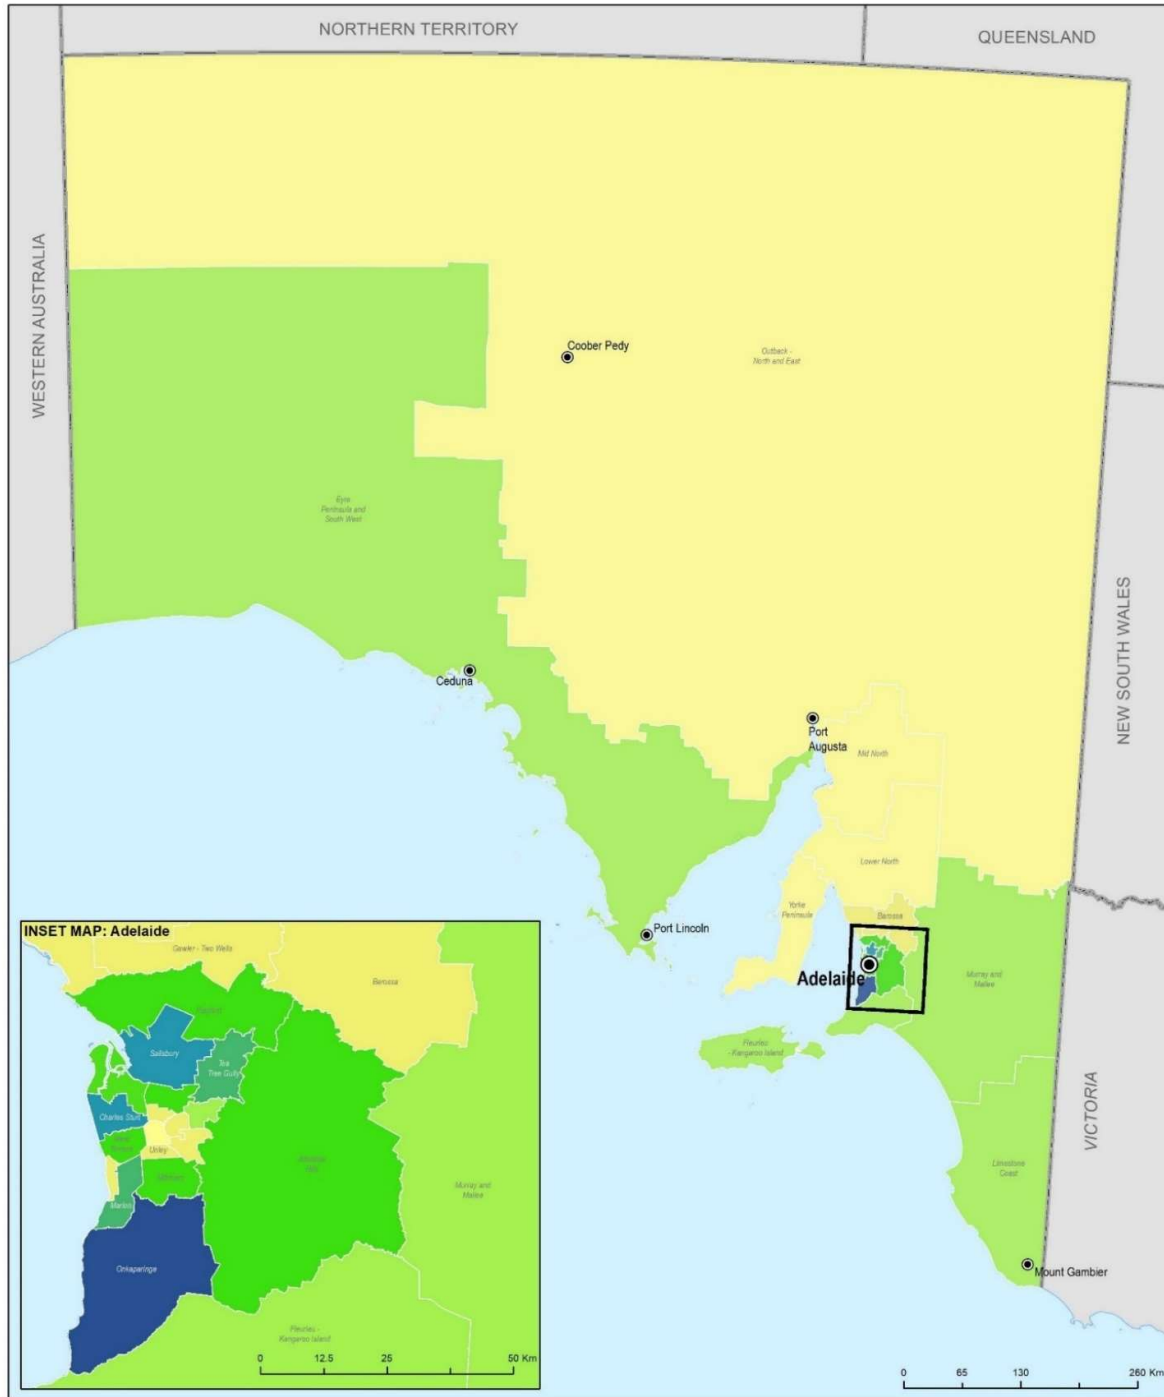 NORTHERN TERRITORY
QUEENSLAND
WESTERN AUSTRALIA
Coober Pedy
Outback -
North and East
Eyre
Peninsula and
South West
NEW SOUTH WALES
Ceduna
Port
Augusta
Mid North
Lower North
Yorke
Peninsula
Barossa
Port Lincoln
Adelaide
Murray and
Mallee
Fleurieu
- Kangaroo Island
VICTORIA
Limestone
Coast
Mount Gambier
0 65 130 260 Km
INSET MAP: Adelaide
Gawler - Two Wells
Barossa
Playford
Salisbury
Tea
Tree Gully
Charles Sturt
West
Torrens
Unley
Adelaide
Hills
Mitcham
Marion
Murray and
Mallee
Onkaparinga
Fleurieu -
Kangaroo Island
0 12.5 25 50 Km